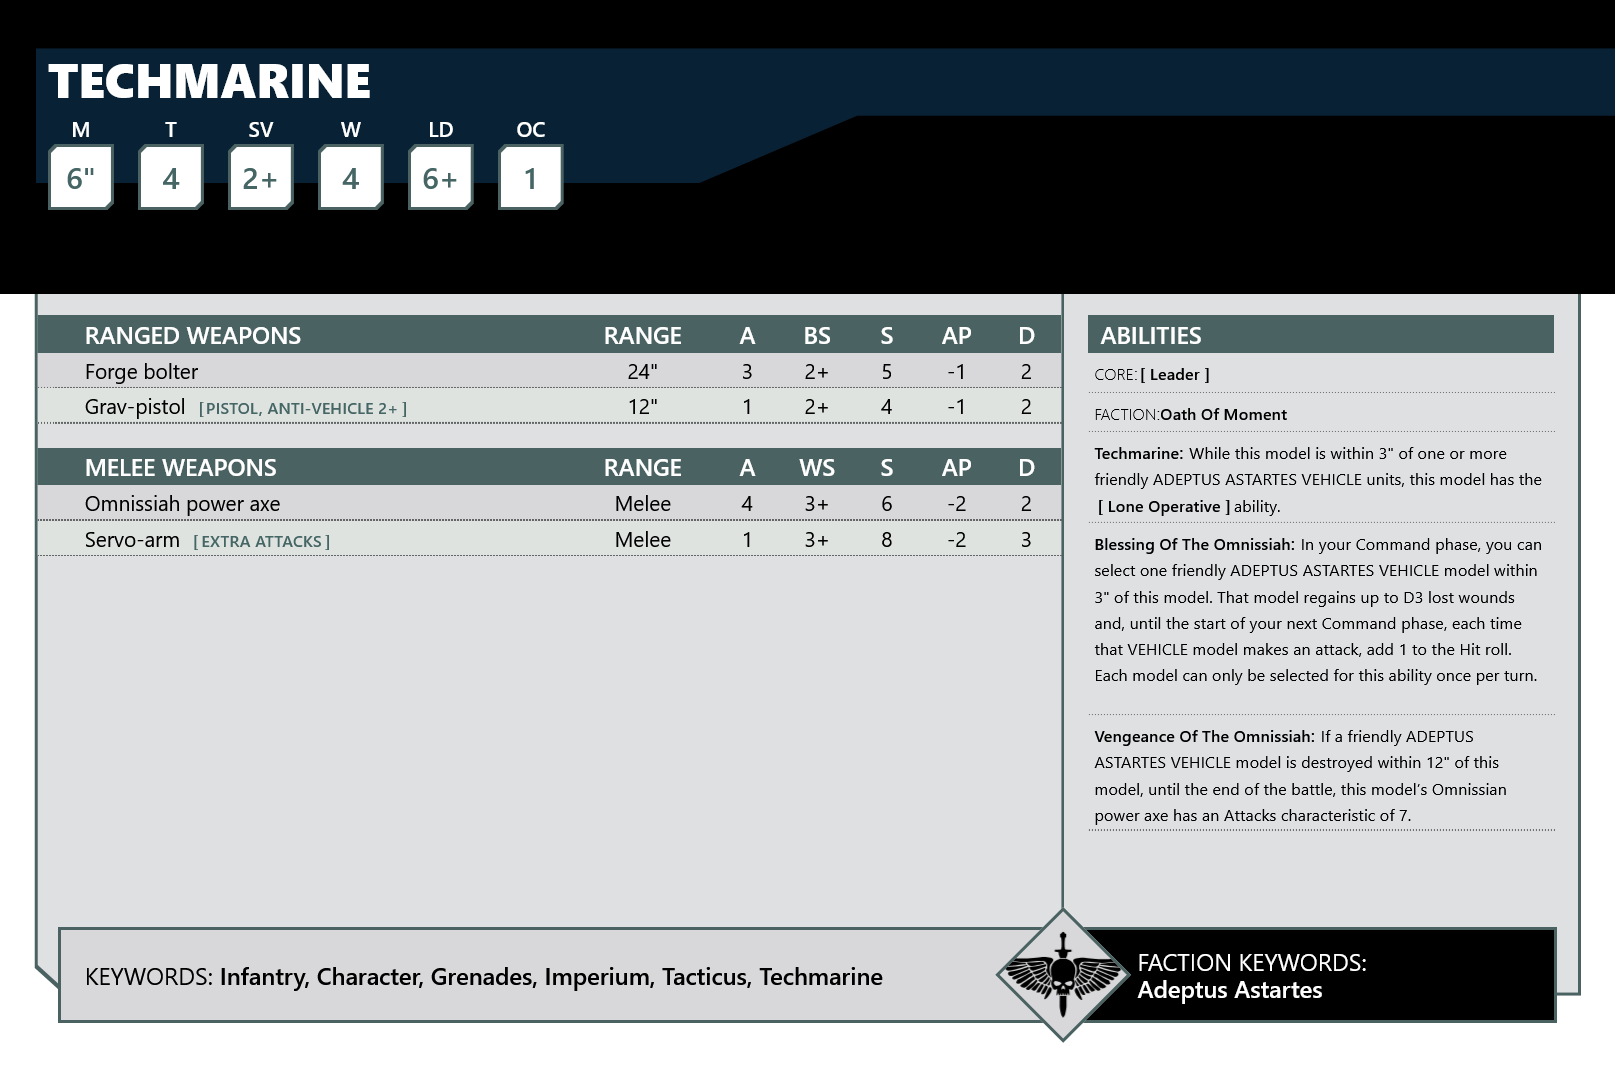 TECHMARINE
M T SV W LD OC
6" 4 2+ 4 6+ 1
RANGED WEAPONS RANGE A BS S AP D
Forge bolter 24" 3 2+ 5 -1 2
Grav-pistol [PISTOL, ANTI-VEHICLE 2+ ] 12" 1 2+ 4 -1 2
MELEE WEAPONS RANGE A WS S AP D
Omnissiah power axe Melee 4 3+ 6 -2 2
Servo-arm [ EXTRA ATTACKS ] Melee 1 3+ 8 -2 3
ABILITIES
CORE: [ Leader ]
FACTION:Oath Of Moment
Techmarine: While this model is within 3" of one or more
friendly ADEPTUS ASTARTES VEHICLE units, this model has the
[ Lone Operative ] ability.
Blessing Of The Omnissiah: In your Command phase, you can
select one friendly ADEPTUS ASTARTES VEHICLE model within
3" of this model. That model regains up to D3 lost wounds
and, until the start of your next Command phase, each time
that VEHICLE model makes an attack, add 1 to the Hit roll.
Each model can only be selected for this ability once per turn.
Vengeance Of The Omnissiah: If a friendly ADEPTUS
ASTARTES VEHICLE model is destroyed within 12" of this
model, until the end of the battle, this model's Omnissian
power axe has an Attacks characteristic of 7.
KEYWORDS: Infantry, Character, Grenades, Imperium, Tacticus, Techmarine
FACTION KEYWORDS:
Adeptus Astartes